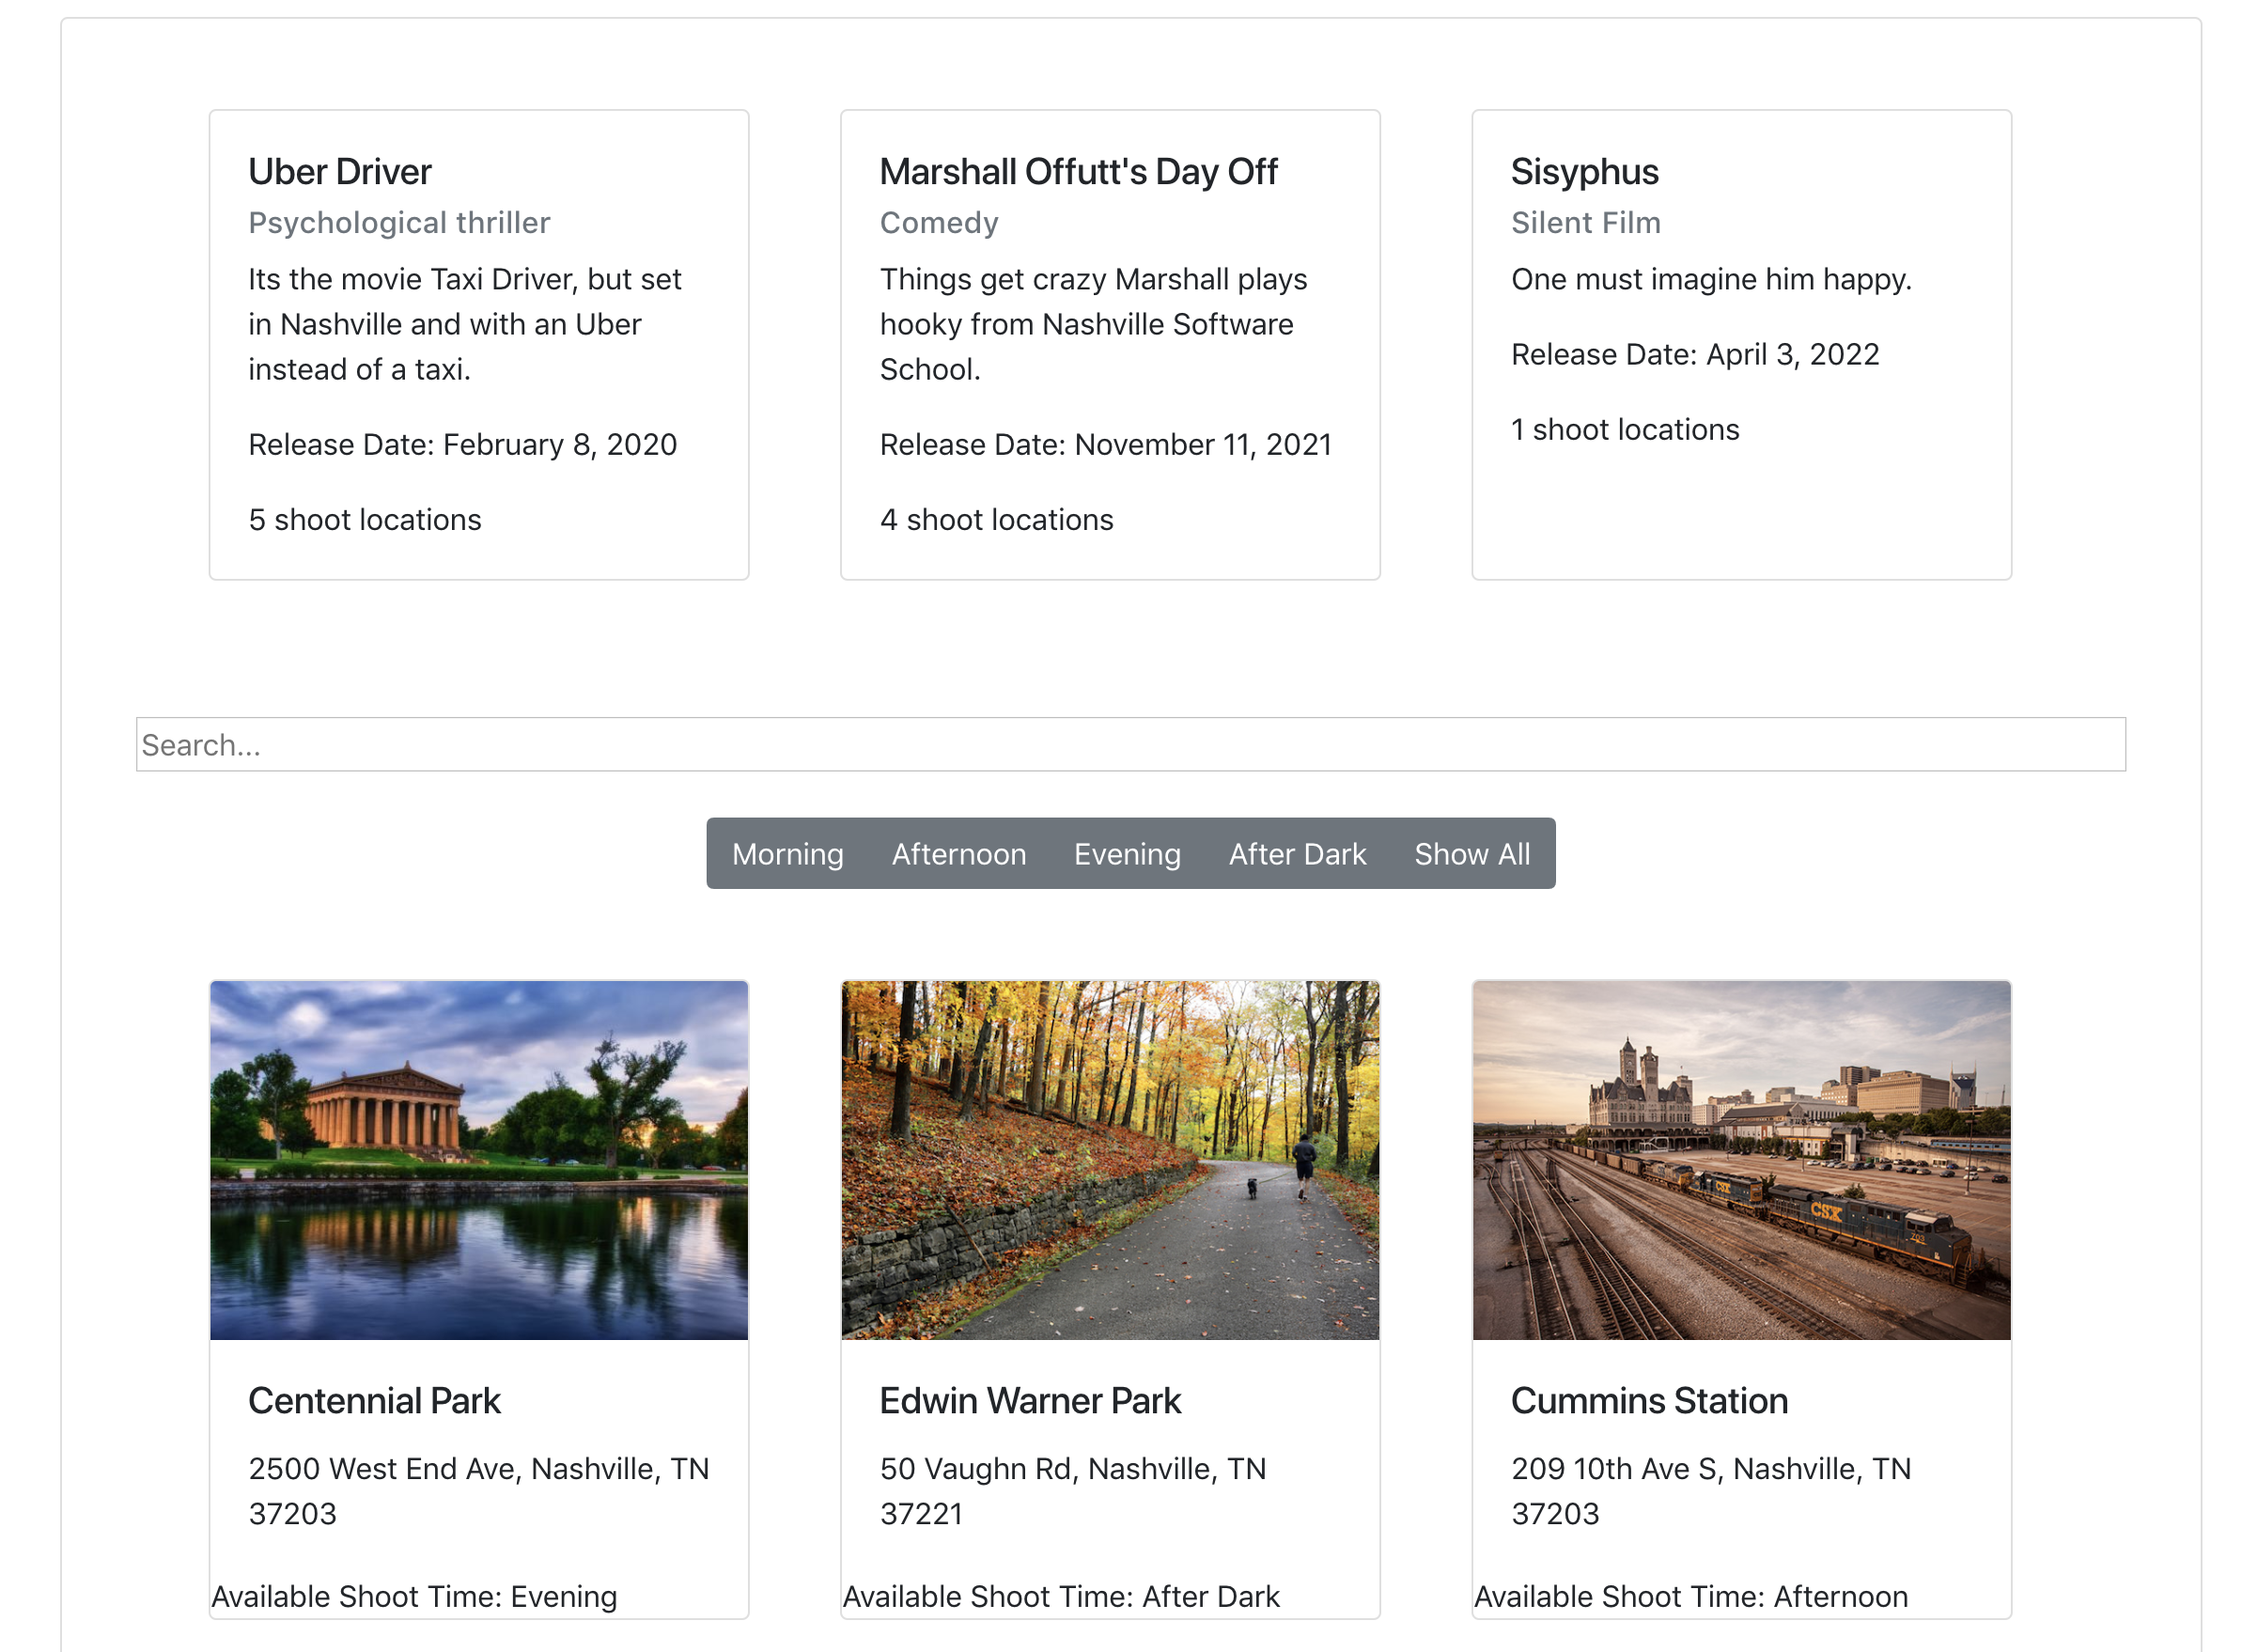 Uber Driver
Psychological thriller
Its the movie Taxi Driver, but set
in Nashville and with an Uber
instead of a taxi.
Release Date: February 8, 2020
5 shoot locations
Marshall Offutt's Day Off
Comedy
Things get crazy Marshall plays
hooky from Nashville Software
School.
Release Date: November 11, 2021
4 shoot locations
Sisyphus
Silent Film
One must imagine him happy.
Release Date: April 3, 2022
1 shoot locations
Search...
Morning Afternoon Evening After Dark Show All
Centennial Park
2500 West End Ave, Nashville, TN
37203
Available Shoot Time: Evening
Edwin Warner Park
50 Vaughn Rd, Nashville, TN
37221
Available Shoot Time: After Dark
CSX
CSX
703
Cummins Station
209 10th Ave S, Nashville, TN
37203
Available Shoot Time: Afternoon